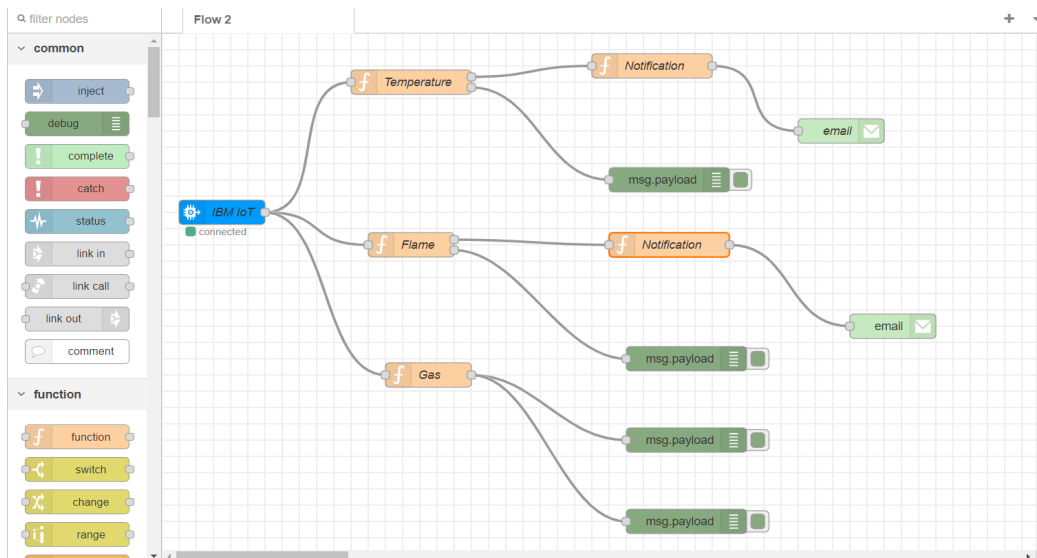 filter nodes
Flow 2
common
inject
debug
complete
catch
status
link in
link call
link out
comment
function
function
switch
change
range
Temperature
Notification
email
msg.payload
IBM IoT
connected
Flame
Notification
email
msg.payload
Gas
msg.payload
msg.payload